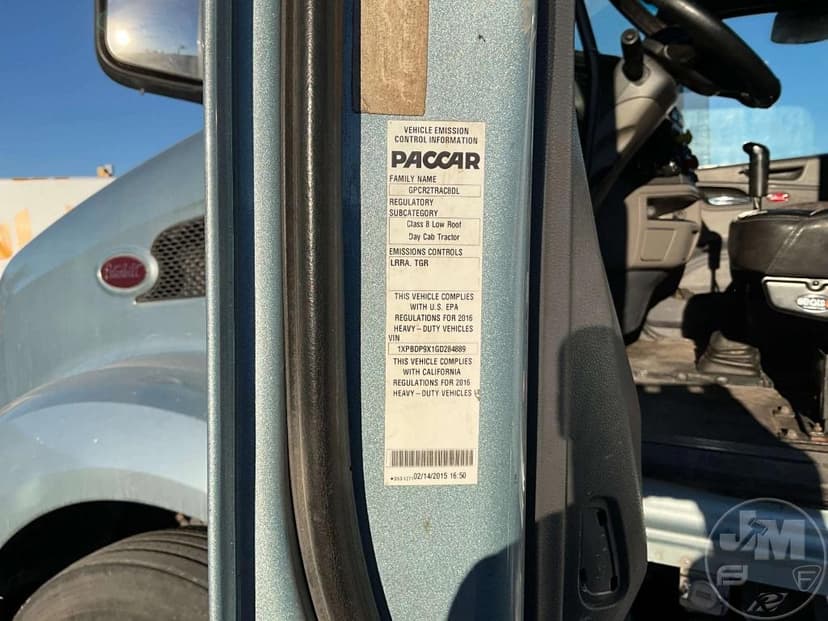 VEHICLE EMISSION
CONTROL INFORMATION
PACCAR
FAMILY NAME
GPCR2TRAC8DL
REGULATORY
SUBCATEGORY
Class 8 Low Roof
Day Cab Tractor
EMISSIONS CONTROLS
LRRA, TGR
THIS VEHICLE COMPLIES
WITH U.S. EPA
REGULATIONS FOR 2016
HEAVY-DUTY VEHICLES
VIN
1XPBDP9X1GD284889
THIS VEHICLE COMPLIES
WITH CALIFORNIA
REGULATIONS FOR 2016
HEAVY-DUTY VEHICLES
02/14/2015 16:50
Peterbilt
J/M
F